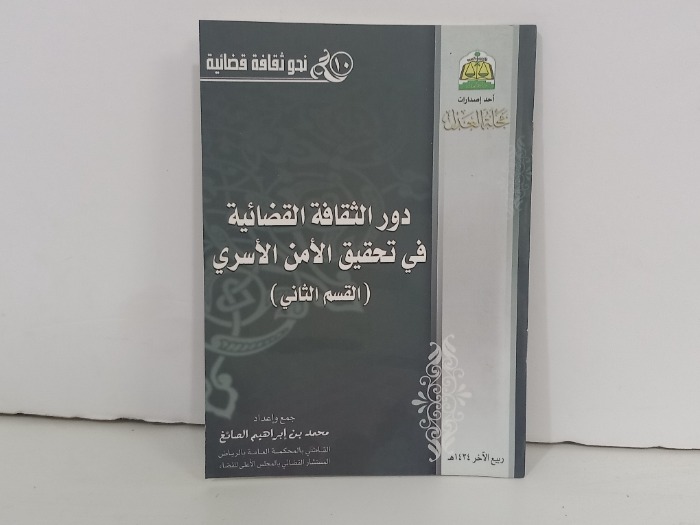 نحو ثقافة قضائية
١٠
أحد إصدارات
مجلة العدل
دور الثقافة القضائية
في تحقيق الأمن الأسري
(القسم الثاني)
جمع وإعداد
محمد بن إبراهيم الصائغ
القاضي بالمحكمة العامة بالرياض
المستشار القضائي بالمجلس الأعلى للقضاء
ربيع الآخر ١٤٣٤هـ